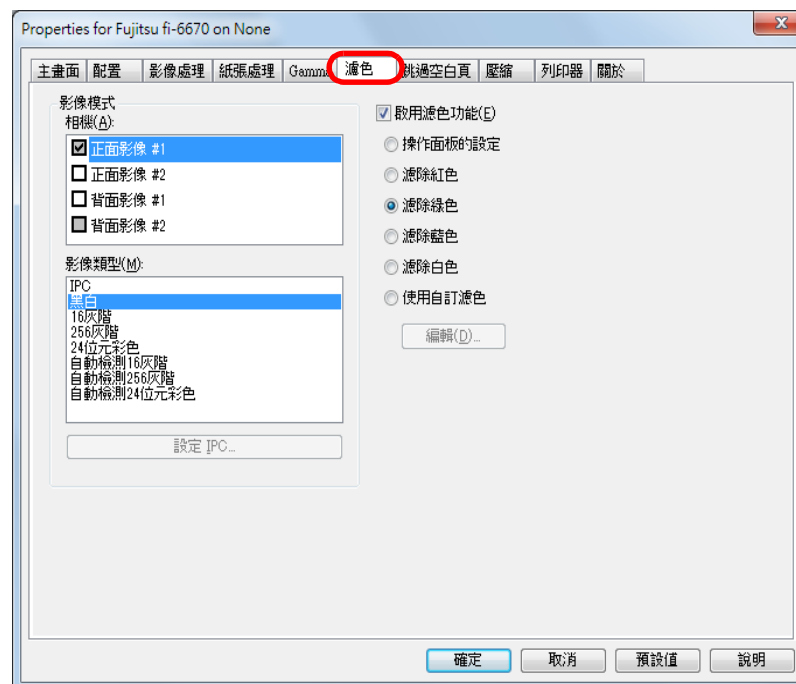 Properties for Fujitsu fi-6670 on None
主畫面 配置 影像處理 紙張處理 Gamma 濾色 跳過空白頁 壓縮 列印器 關於
影像模式
相機(A):
正面影像 #1
正面影像 #2
背面影像 #1
背面影像 #2
影像類型(M):
IPC
黑白
16灰階
256灰階
24位元彩色
自動檢測16灰階
自動檢測256灰階
自動檢測24位元彩色
設定 IPC...
啟用濾色功能(E)
操作面板的設定
濾除紅色
濾除綠色
濾除藍色
濾除白色
使用自訂濾色
編輯(D)...
確定 取消 預設值 說明